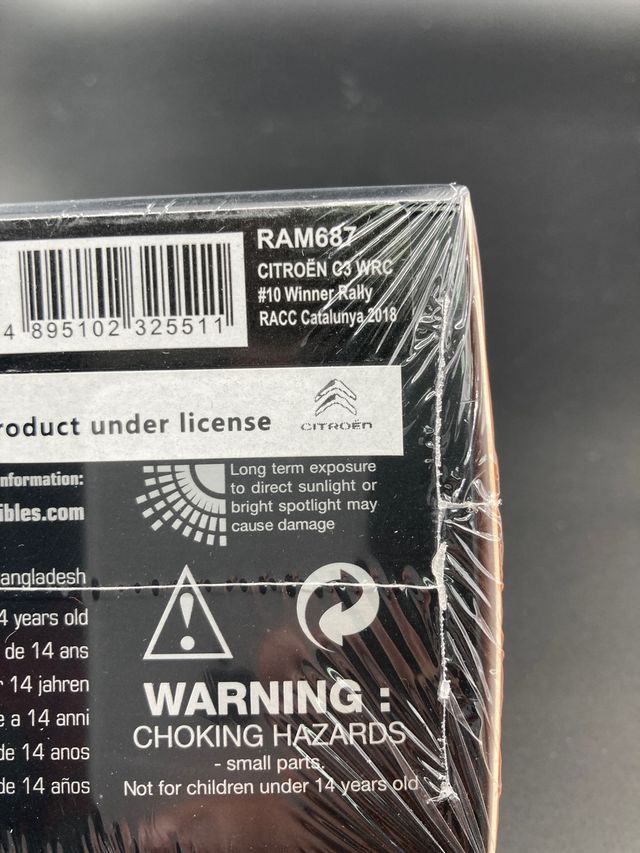 RAM687
CITROËN C3 WRC
#10 Winner Rally
RACC Catalunya 2018
4 895102 325511
roduct under license
CITROËN
nformation:
ibles.com
Long term exposure
to direct sunlight or
bright spotlight may
cause damage
angladesh
4 years old
de 14 ans
r 14 jahren
e a 14 anni
de 14 anos
de 14 años
WARNING :
CHOKING HAZARDS
- small parts.
Not for children under 14 years old